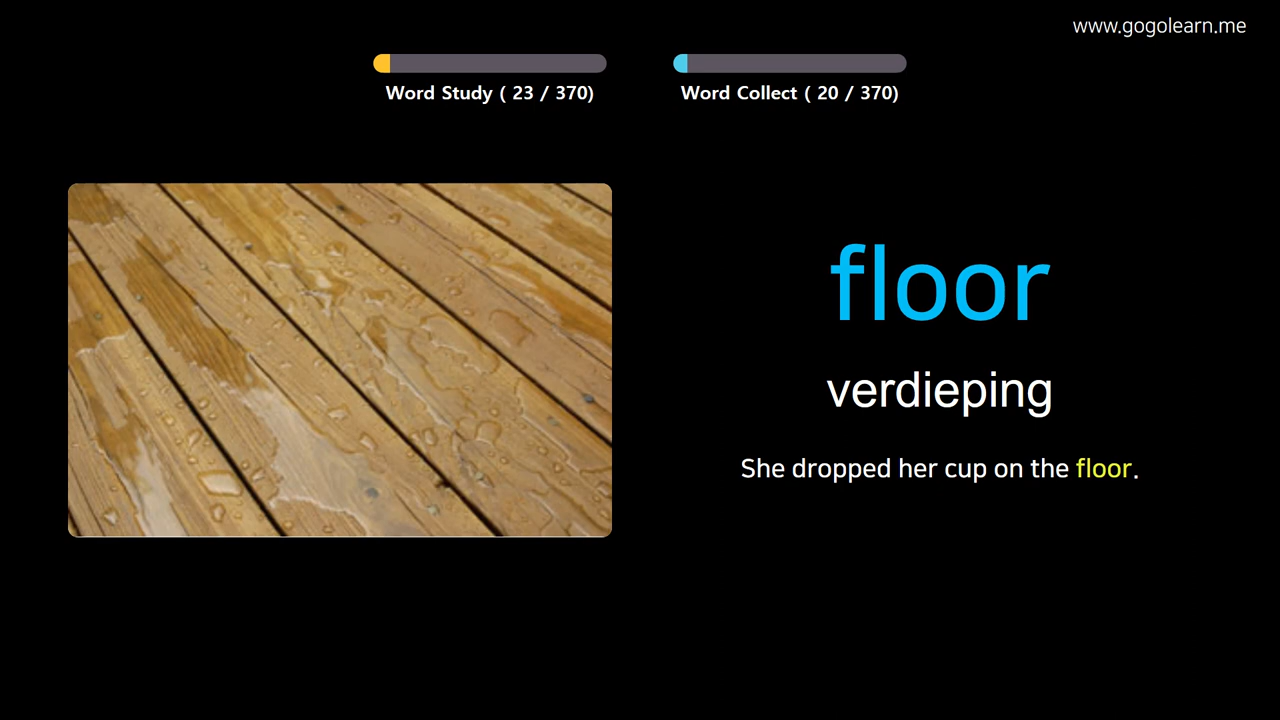 www.gogolearn.me
Word Study ( 23 / 370)
Word Collect ( 20 / 370)
floor
verdieping
She dropped her cup on the floor.